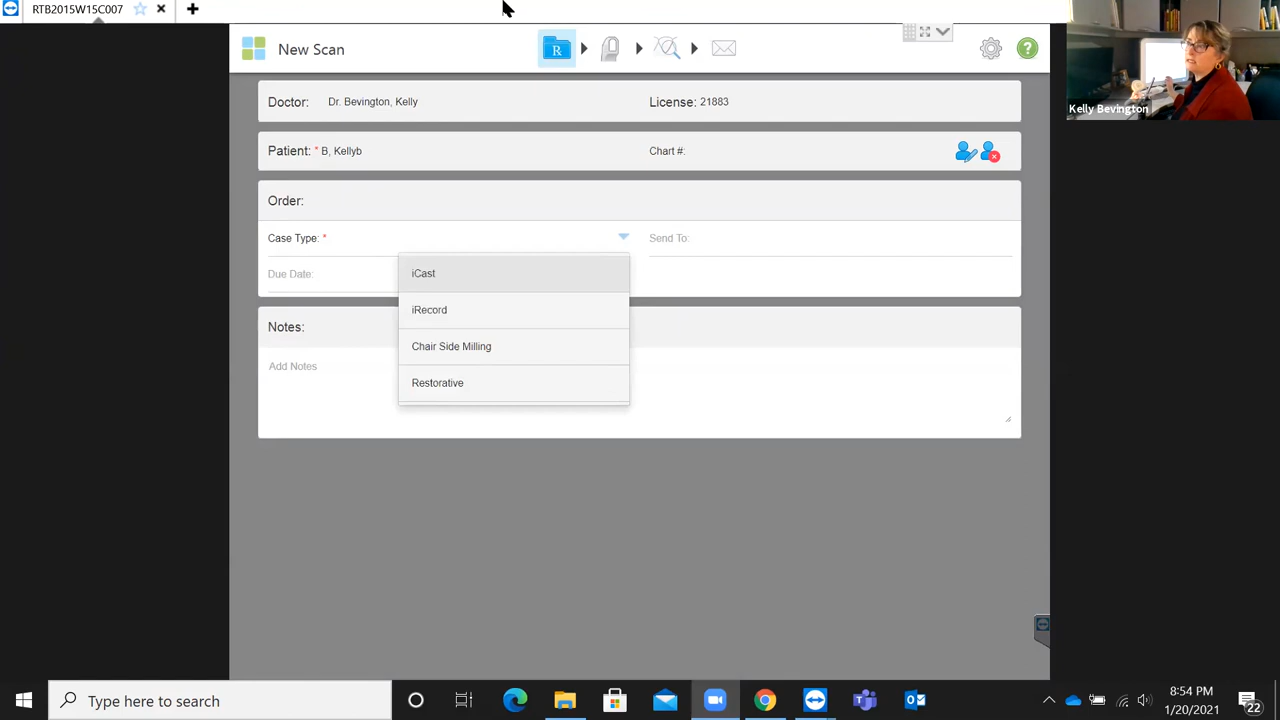 RTB2015W15C007
New Scan
Rx
?
Doctor: Dr. Bevington, Kelly License: 21883
Patient: * B, Kellyb Chart #:
Order:
Case Type: * Send To:
Due Date:
iCast
iRecord
Chair Side Milling
Restorative
Notes:
Add Notes
Kelly Bevington
Type here to search
8:54 PM
1/20/2021
22